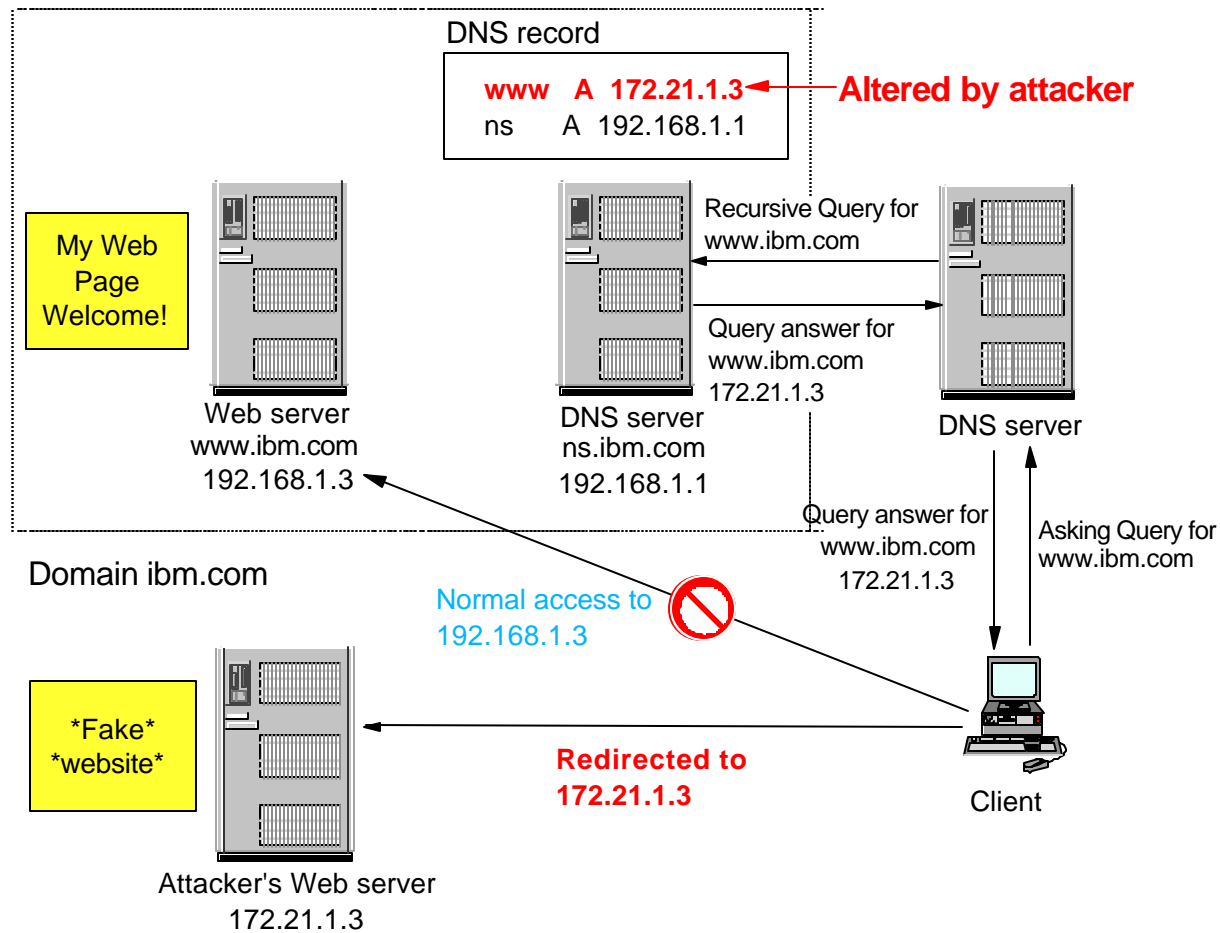 DNS record
www A 172.21.1.3
Altered by attacker
ns A 192.168.1.1
My Web
Page
Welcome!
Recursive Query for
www.ibm.com
Query answer for
www.ibm.com
172.21.1.3
Web server
www.ibm.com
192.168.1.3
DNS server
ns.ibm.com
192.168.1.1
DNS server
Query answer for
www.ibm.com
172.21.1.3
Asking Query for
www.ibm.com
Domain ibm.com
Normal access to
192.168.1.3
*Fake*
*website*
Redirected to
172.21.1.3
Client
Attacker's Web server
172.21.1.3